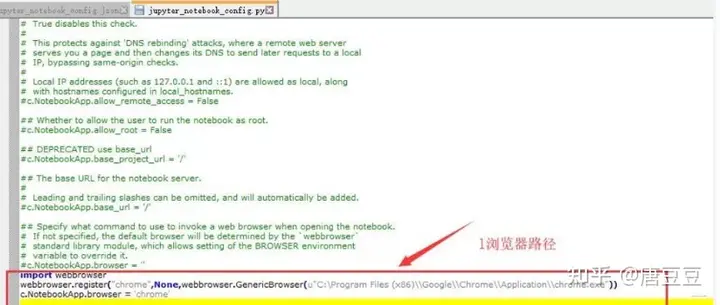 jupyter_notebook_config.json
jupyter_notebook_config.py
# True disables this check.
#
# This protects against 'DNS rebinding' attacks, where a remote web server
# serves you a page and then changes its DNS to send later requests to a local
# IP, bypassing same-origin checks.
#
# Local IP addresses (such as 127.0.0.1 and ::1) are allowed as local, along
# with hostnames configured in local_hostnames.
#c.NotebookApp.allow_remote_access = False
## Whether to allow the user to run the notebook as root.
#c.NotebookApp.allow_root = False
## DEPRECATED use base_url
#c.NotebookApp.base_project_url = '/'
## The base URL for the notebook server.
#
# Leading and trailing slashes can be omitted, and will automatically be added.
#c.NotebookApp.base_url = '/'
## Specify what command to use to invoke a web browser when opening the notebook.
# If not specified, the default browser will be determined by the `webbrowser`
# standard library module, which allows setting of the BROWSER environment
# variable to override it.
#c.NotebookApp.browser = ''
1浏览器路径
import webbrowser
webbrowser.register("chrome",None,webbrowser.GenericBrowser(u"C:\Program Files (x86)\\Google\\Chrome\\Application\\chrome.exe"))
c.NotebookApp.browser = 'chrome'
知乎 @唐豆豆